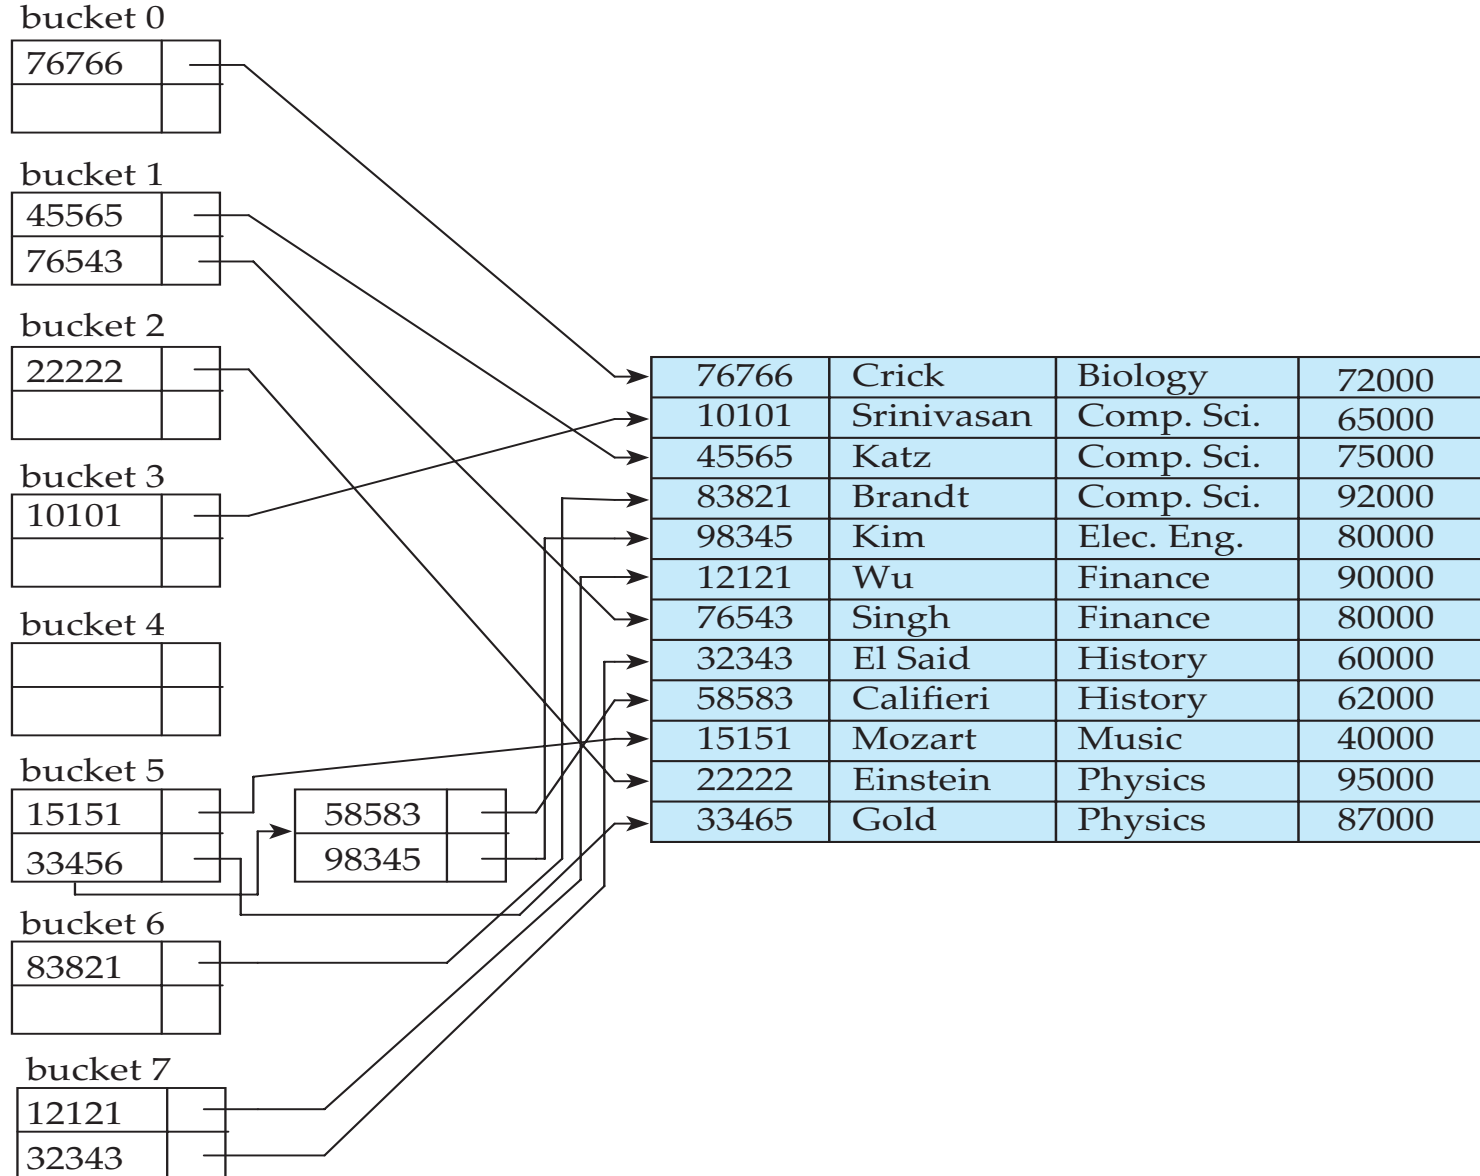 bucket 0
76766
bucket 1
45565
76543
bucket 2
22222
bucket 3
10101
bucket 4
bucket 5
15151
33456
58583
98345
bucket 6
83821
bucket 7
12121
32343
76766 Crick Biology 72000
10101 Srinivasan Comp. Sci. 65000
45565 Katz Comp. Sci. 75000
83821 Brandt Comp. Sci. 92000
98345 Kim Elec. Eng. 80000
12121 Wu Finance 90000
76543 Singh Finance 80000
32343 El Said History 60000
58583 Califieri History 62000
15151 Mozart Music 40000
22222 Einstein Physics 95000
33465 Gold Physics 87000